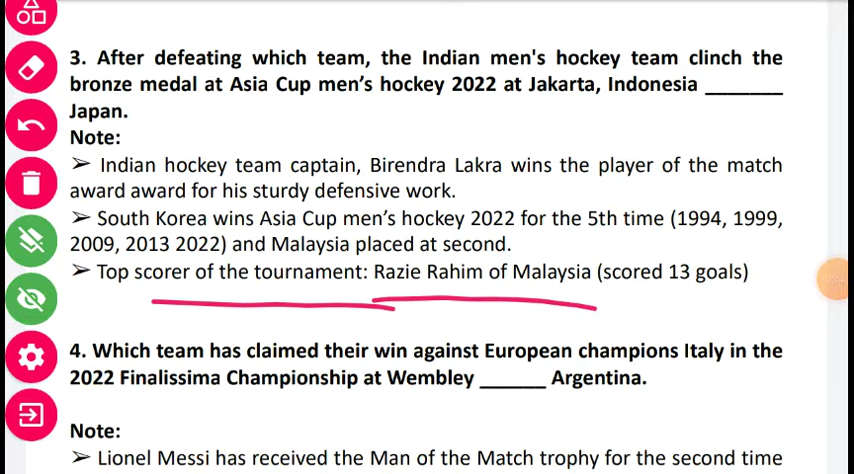 3. After defeating which team, the Indian men's hockey team clinch the
bronze medal at Asia Cup men’s hockey 2022 at Jakarta, Indonesia _______
Japan.
Note:
➢ Indian hockey team captain, Birendra Lakra wins the player of the match
award award for his sturdy defensive work.
➢ South Korea wins Asia Cup men’s hockey 2022 for the 5th time (1994, 1999,
2009, 2013 2022) and Malaysia placed at second.
➢ Top scorer of the tournament: Razie Rahim of Malaysia (scored 13 goals)
4. Which team has claimed their win against European champions Italy in the
2022 Finalissima Championship at Wembley ______ Argentina.
Note:
➢ Lionel Messi has received the Man of the Match trophy for the second time